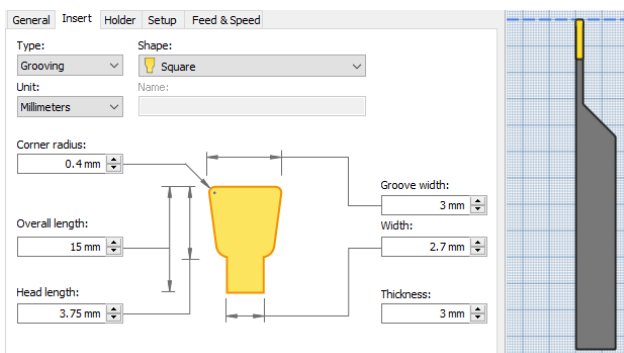 General Insert Holder Setup Feed & Speed
Type: Shape:
Grooving Square
Unit: Name:
Millimeters
Corner radius:
0.4 mm
Groove width:
3 mm
Overall length:
15 mm
Width:
2.7 mm
Head length:
3.75 mm
Thickness:
3 mm